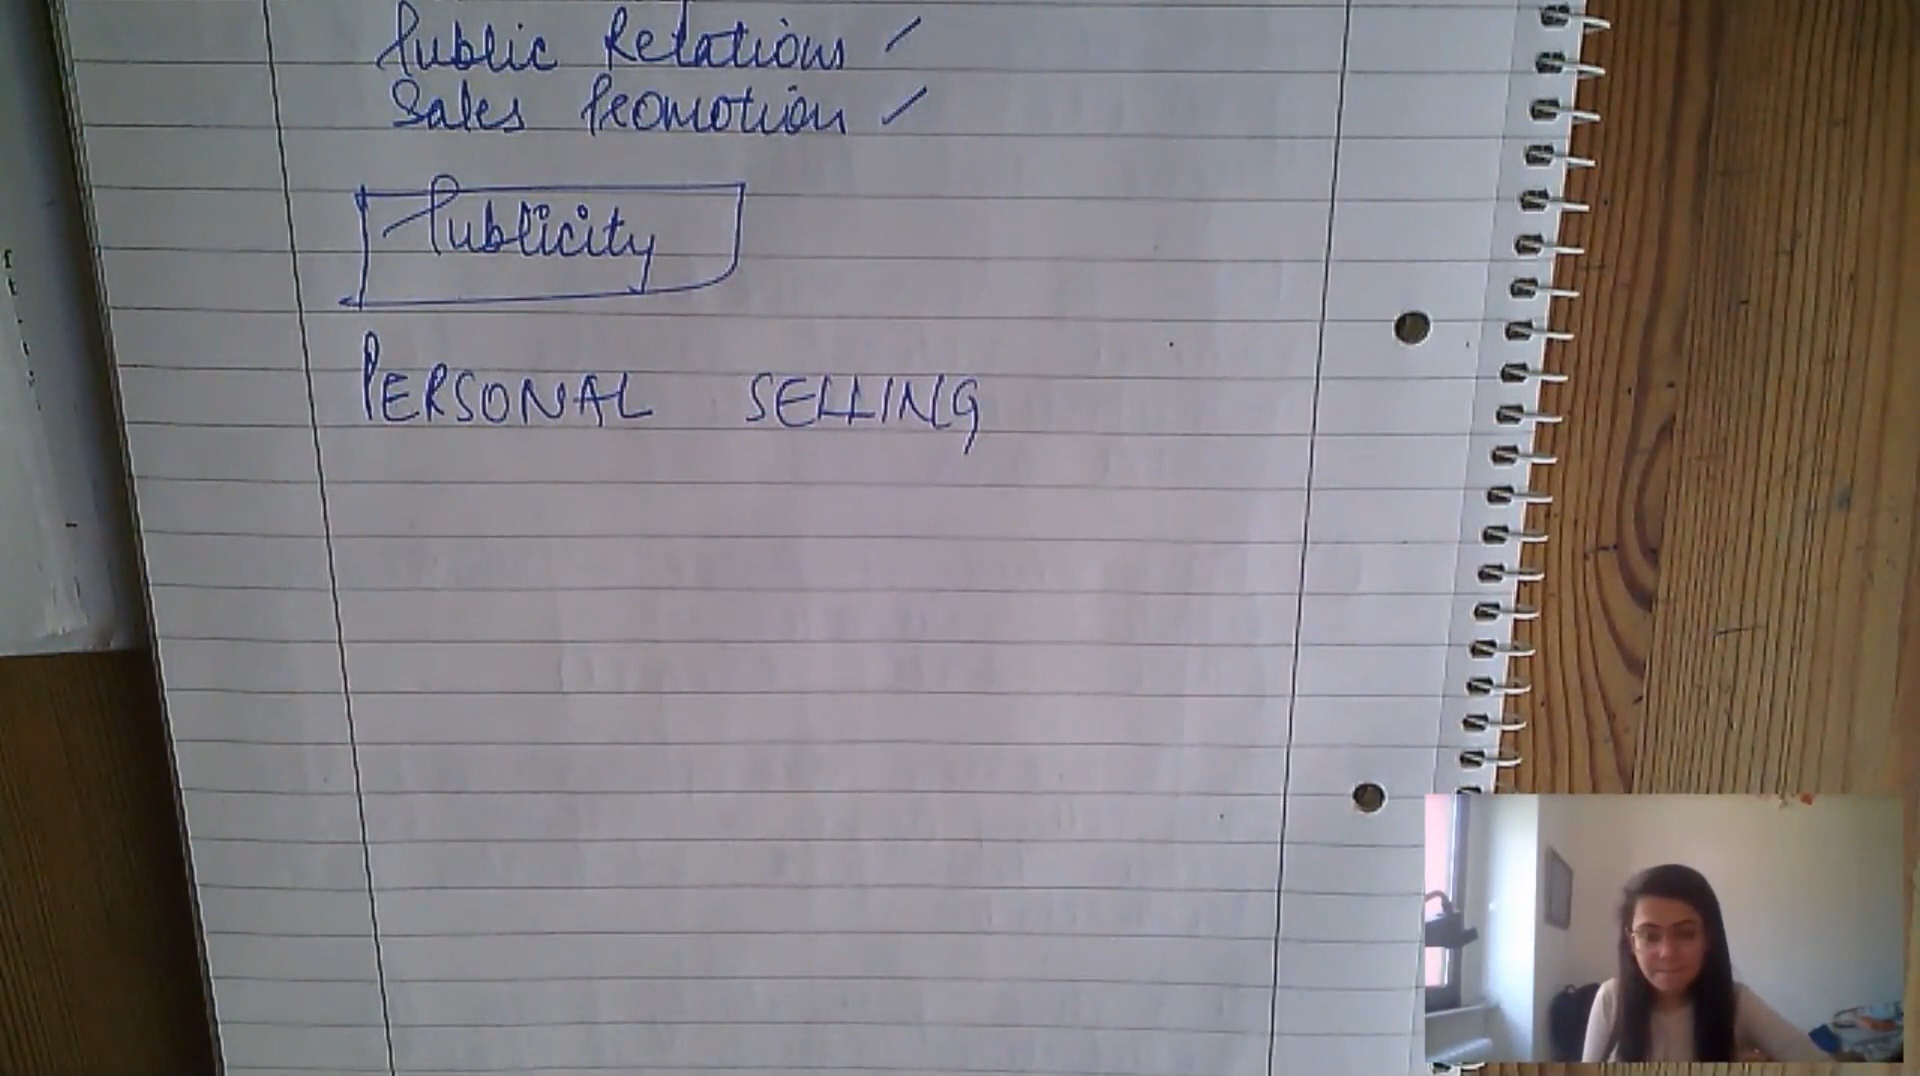 Public Relations ✓
Sales Promotion ✓
Publicity
PERSONAL SELLING